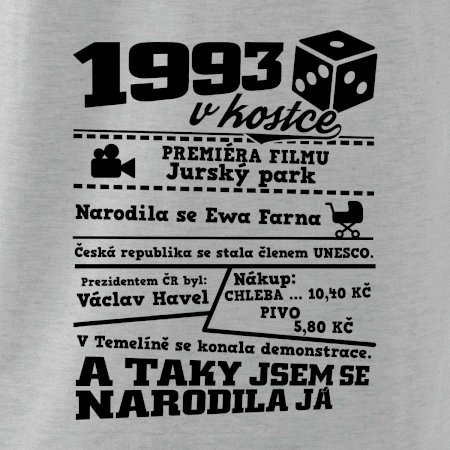 1993
v kostce
PREMIÉRA FILMU
Jurský park
Narodila se Ewa Farna
Česká republika se stala členem UNESCO.
Prezidentem ČR byl:
Václav Havel
Nákup:
CHLEBA ... 10,40 KČ
PIVO
5,80 KČ
V Temelíně se konala demonstrace.
A TAKY JSEM SE
NARODILA JÁ